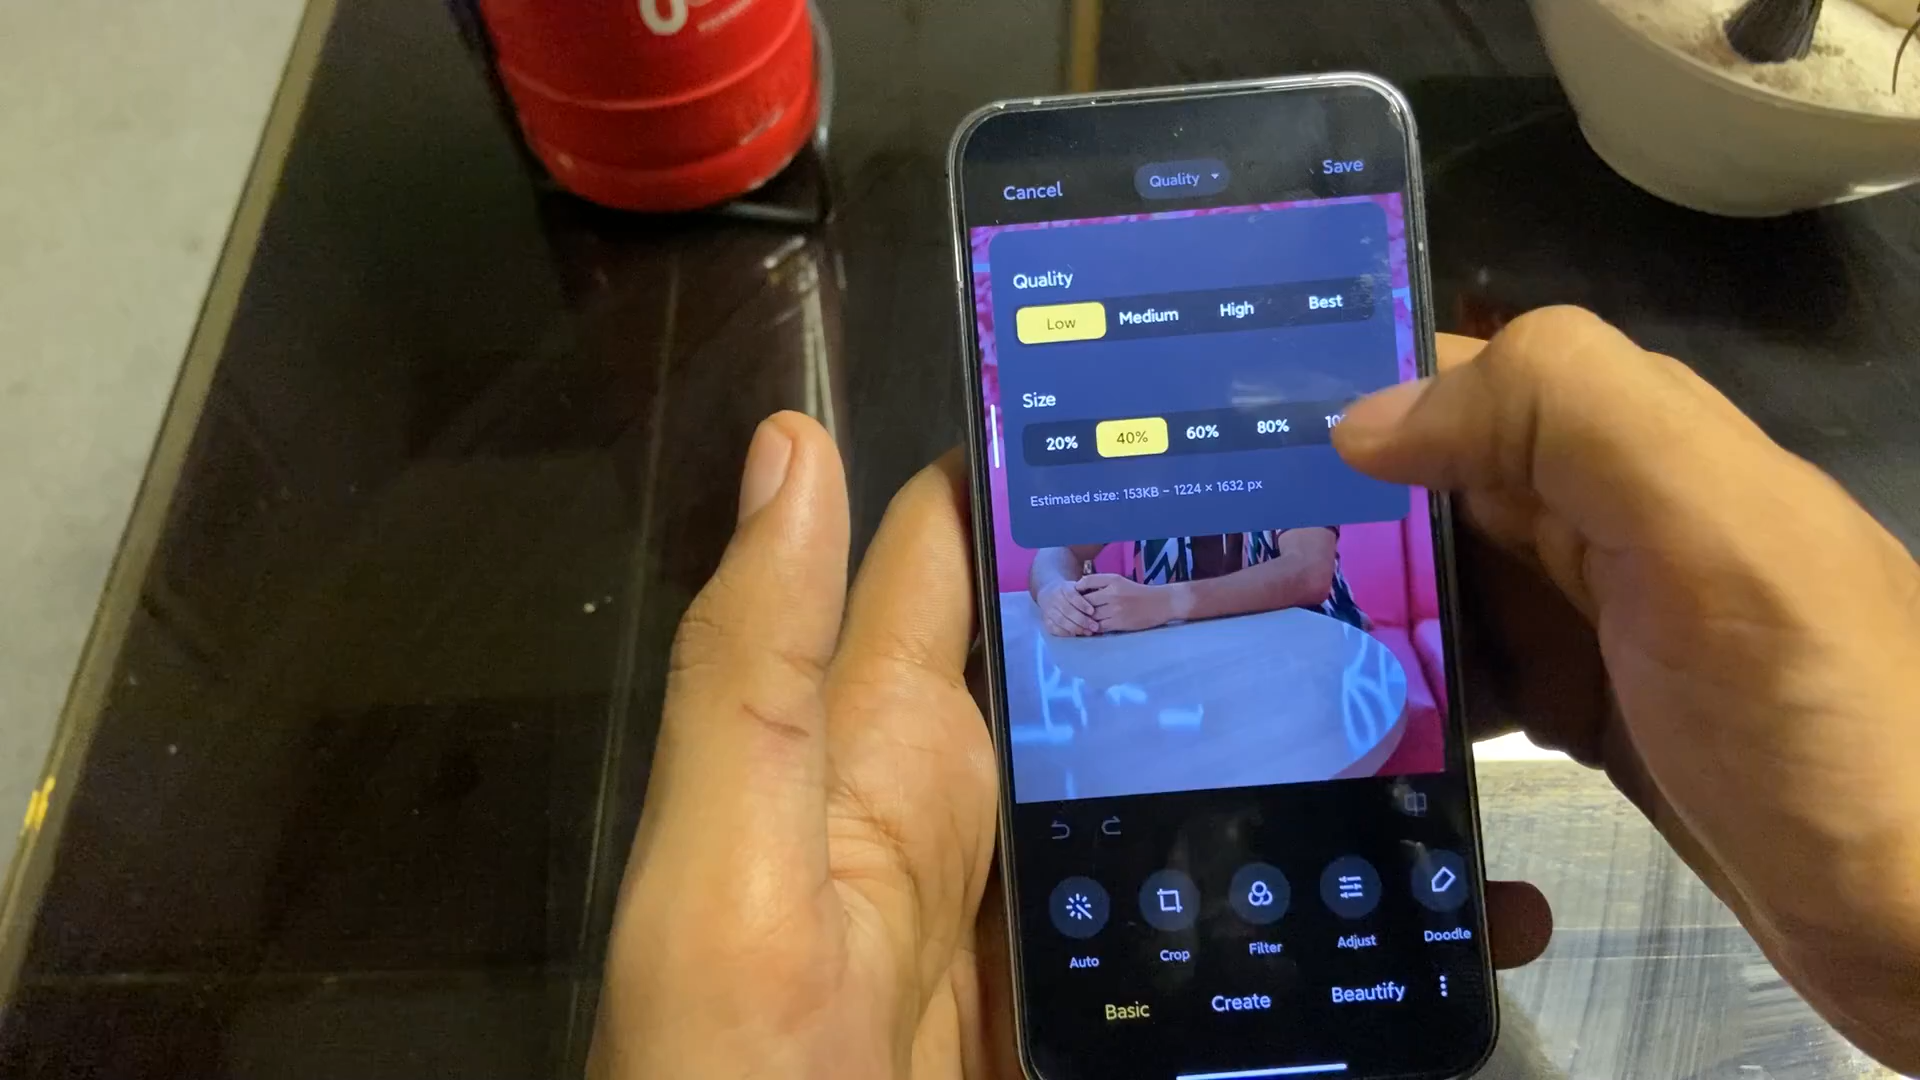 Cancel Quality Save
Quality
Low Medium High Best
Size
20% 40% 60% 80%
Estimated size: 153KB – 1224 × 1632 px
Auto Crop Filter Adjust Doodle
Basic Create Beautify